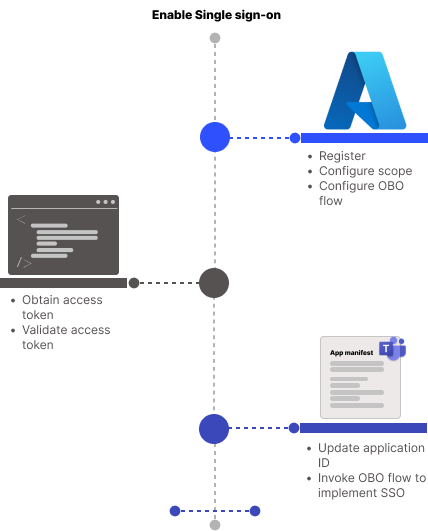 Enable Single sign-on
• Register
• Configure scope
• Configure OBO
flow
< 
/>
• Obtain access
token
• Validate access
token
App manifest
T
• Update application
ID
• Invoke OBO flow to
implement SSO